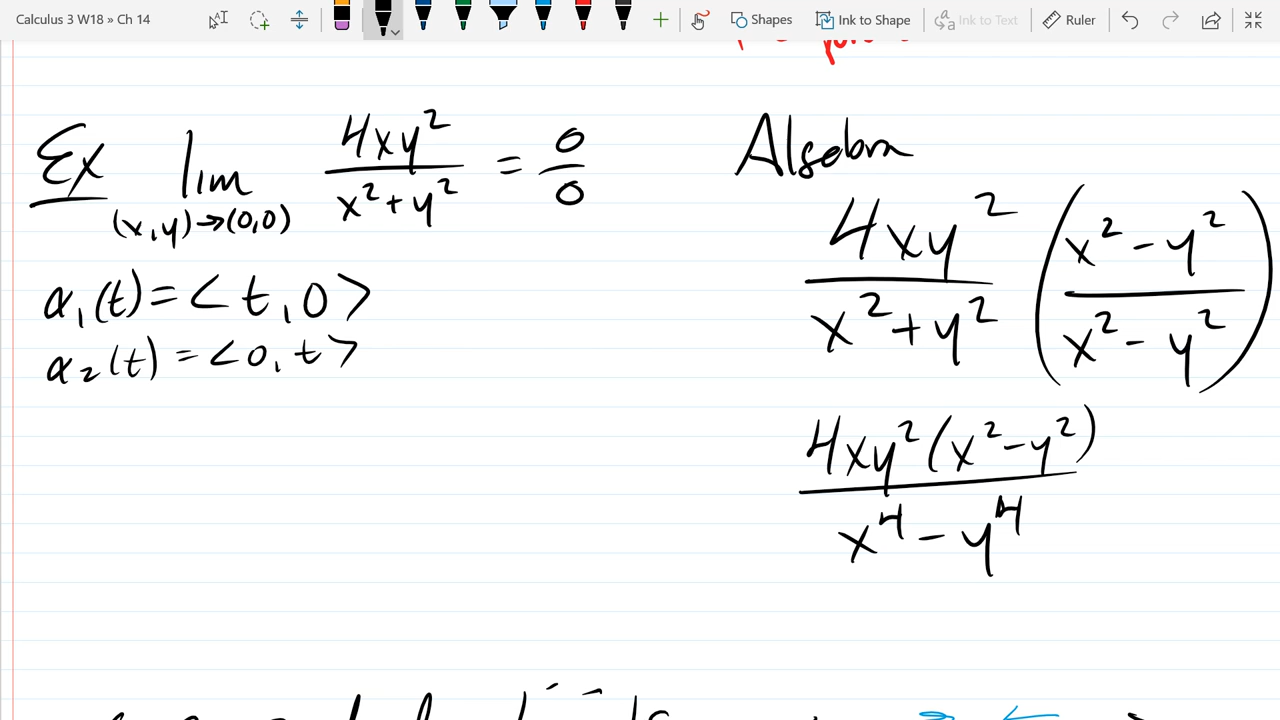 Calculus 3 W18 » Ch 14
Shapes
Ink to Shape
Ink to Text
Ruler
Ex lim (x,y)→(0,0) 4xy²/(x²+y²) = 0/0
α₁(t) = < t, 0 >
α₂(t) = < 0, t >
Algebra
4xy²/(x²+y²) ((x²-y²)/(x²-y²))
4xy²(x²-y²)/(x⁴-y⁴)